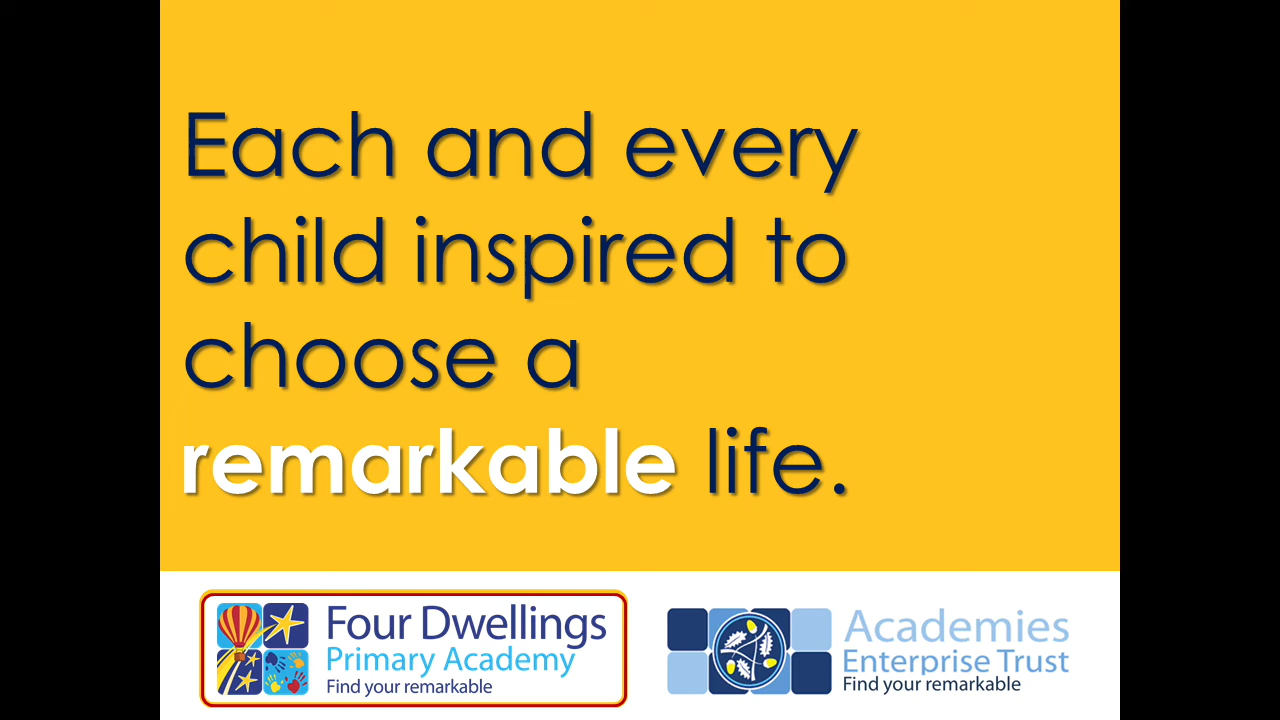 Each and every
child inspired to
choose a
remarkable life.
Four Dwellings
Primary Academy
Find your remarkable
Academies
Enterprise Trust
Find your remarkable